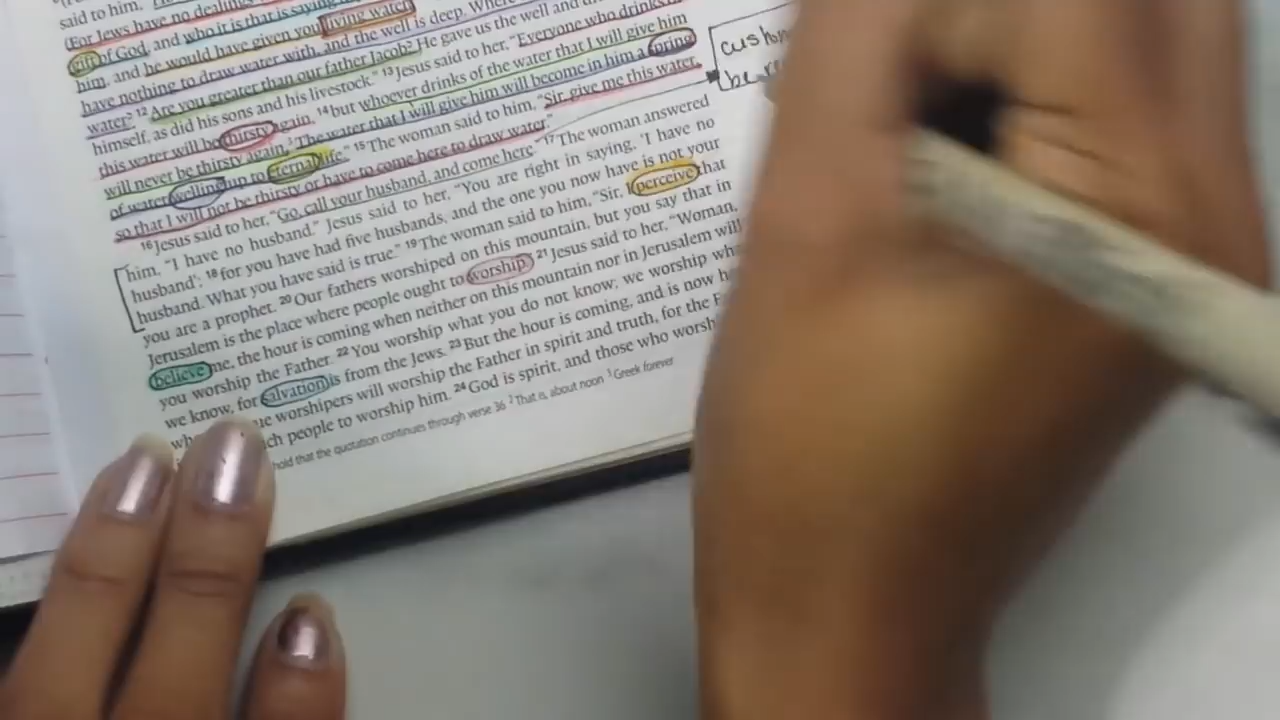 said to him,
(For Jews have no dealings
gift of God, and who it is that is saying
him, and he would have given you living water
have nothing to draw water with, and the well is deep. Where
water? 12 Are you greater than our father Jacob? He gave us the well and
himself, as did his sons and his livestock." 13 Jesus said to her, "Everyone who drinks
this water will be thirsty again, 14 but whoever drinks of the water that I will give him
will never be thirsty again. The water that I will give him will become in him a spring
of water welling up to eternal life." 15 The woman said to him, "Sir, give me this water,
so that I will not be thirsty or have to come here to draw water."
16 Jesus said to her, "Go, call your husband, and come here." 17 The woman answered
him, "I have no husband." Jesus said to her, "You are right in saying, 'I have no
husband'; 18 for you have had five husbands, and the one you now have is not your
husband. What you have said is true." 19 The woman said to him, "Sir, I perceive that
you are a prophet. 20 Our fathers worshiped on this mountain, but you say that in
Jerusalem is the place where people ought to worship." 21 Jesus said to her, "Woman,
believe me, the hour is coming when neither on this mountain nor in Jerusalem will
you worship the Father. 22 You worship what you do not know; we worship
we know, for salvation is from the Jews. 23 But the hour is coming, and is now
worshipers will worship the Father in spirit and truth, for the
people to worship him. 24 God is spirit, and those who
hold that the quotation continues through verse 36 2 That is, about noon 3 Greek forever